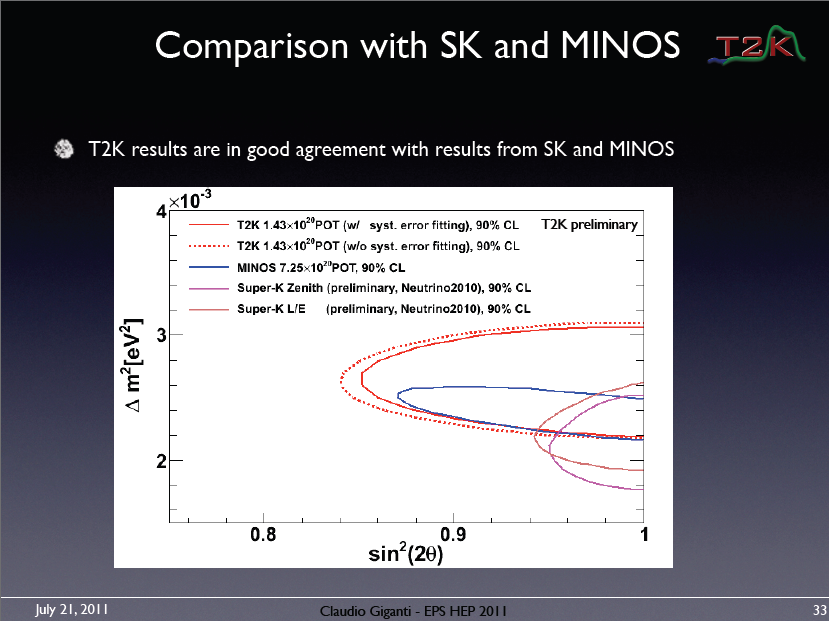 Comparison with SK and MINOS
T2K
T2K results are in good agreement with results from SK and MINOS
4 ×10⁻³
T2K 1.43×10²⁰POT (w/ syst. error fitting), 90% CL
T2K preliminary
T2K 1.43×10²⁰POT (w/o syst. error fitting), 90% CL
MINOS 7.25×10²⁰POT, 90% CL
Super-K Zenith (preliminary, Neutrino2010), 90% CL
Super-K L/E (preliminary, Neutrino2010), 90% CL
3
Δ m²[eV²]
2
0.8 0.9 1
sin²(2θ)
July 21, 2011
Claudio Giganti - EPS HEP 2011
33